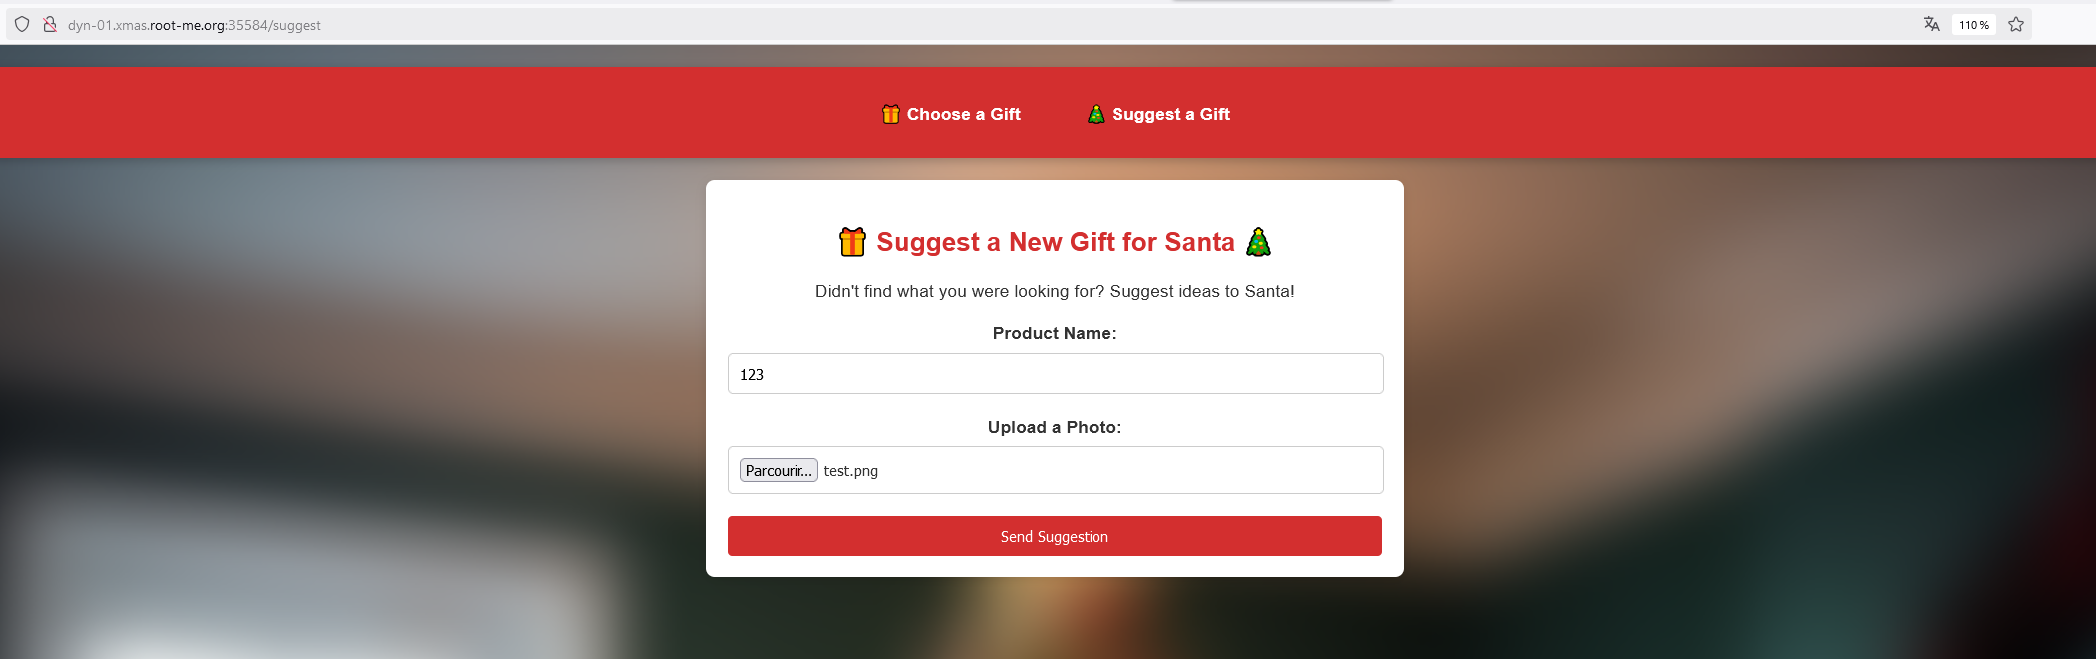 dyn-01.xmas.root-me.org:35584/suggest
110 %
Choose a Gift
Suggest a Gift
Suggest a New Gift for Santa
Didn't find what you were looking for? Suggest ideas to Santa!
Product Name:
123
Upload a Photo:
Parcourir... test.png
Send Suggestion